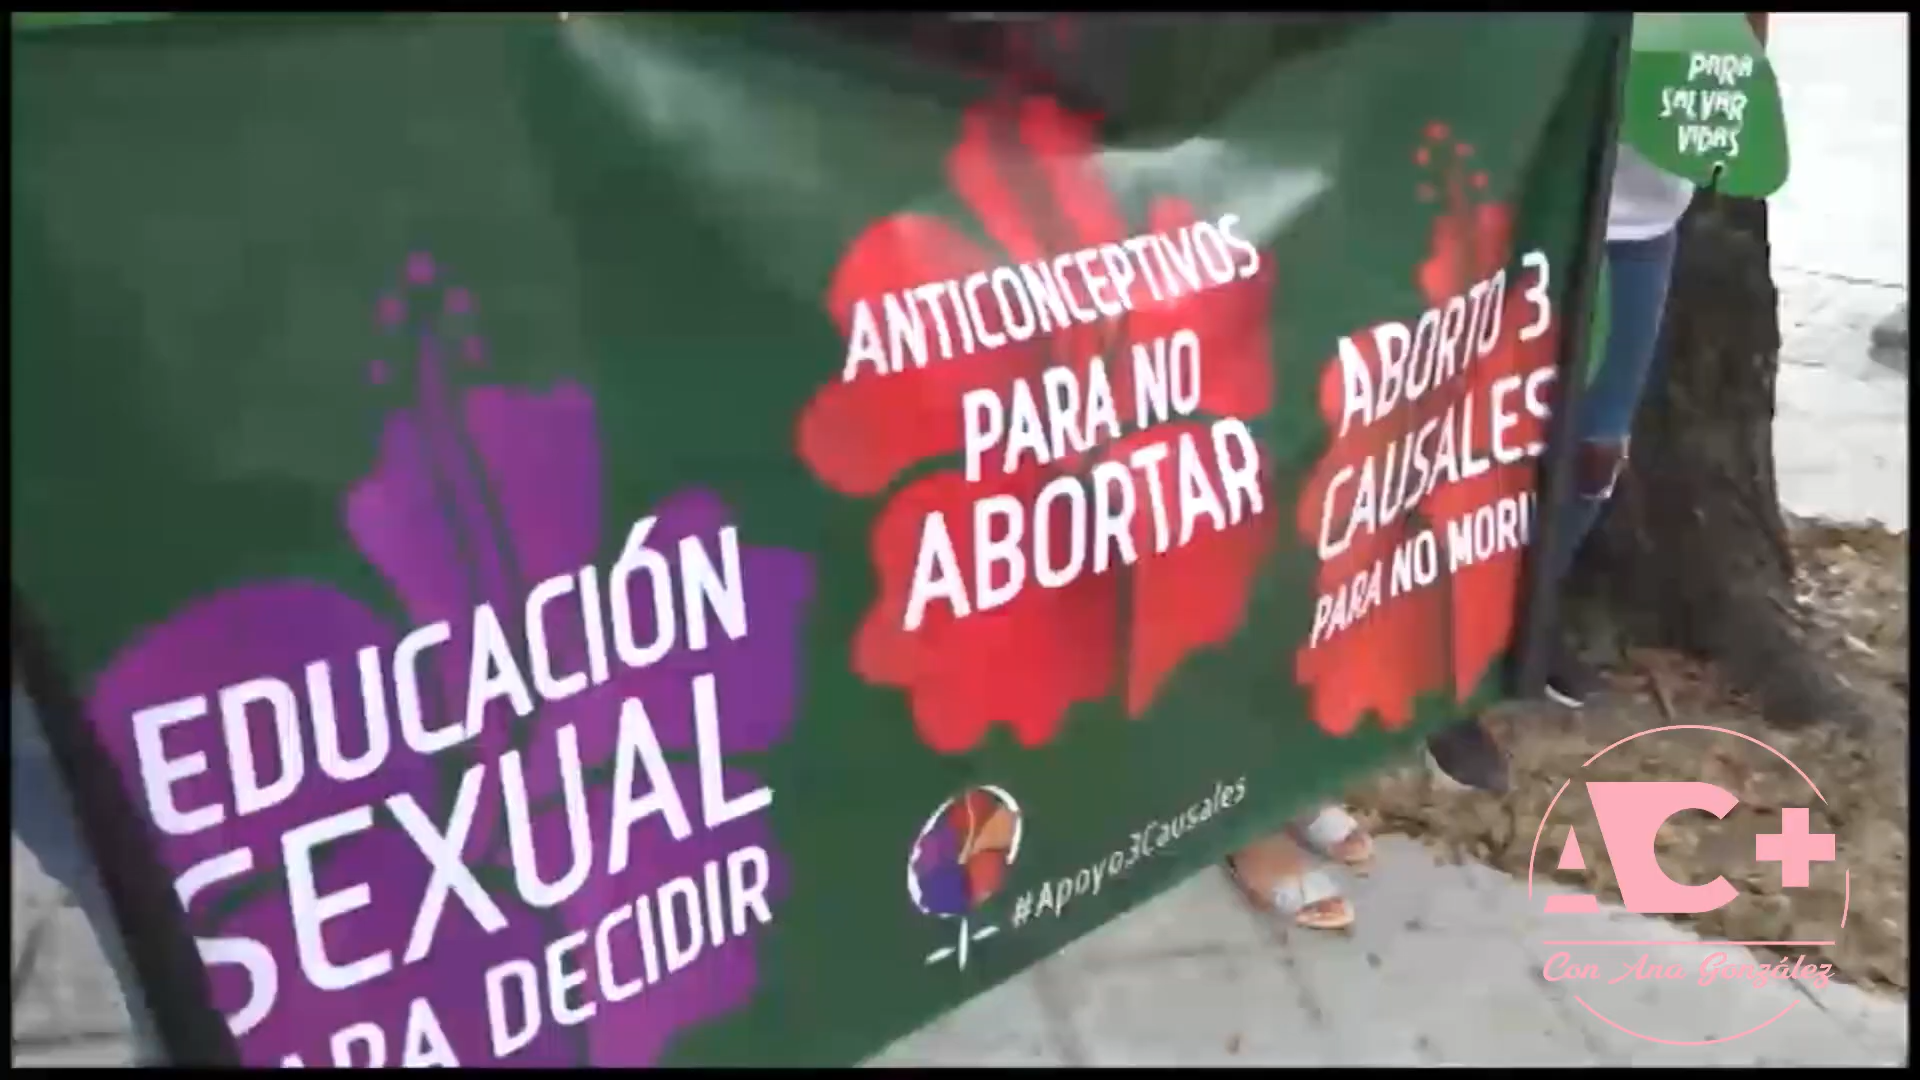 EDUCACIÓN
SEXUAL
PARA DECIDIR
ANTICONCEPTIVOS
PARA NO
ABORTAR
ABORTO 3
CAUSALES
PARA NO MORI
#Apoyo3Causales
PARA
SALVAR
VIDAS
AC+
Con Ana González